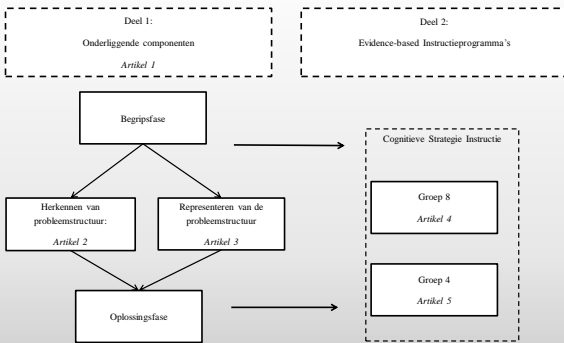 Deel 1:
Onderliggende componenten
Artikel 1
Deel 2:
Evidence-based Instructieprogramma's
Begripsfase
Cognitieve Strategie Instructie
Herkennen van
probleemstructuur:
Artikel 2
Representeren van de
probleemstructuur
Artikel 3
Groep 8
Artikel 4
Groep 4
Artikel 5
Oplossingsfase